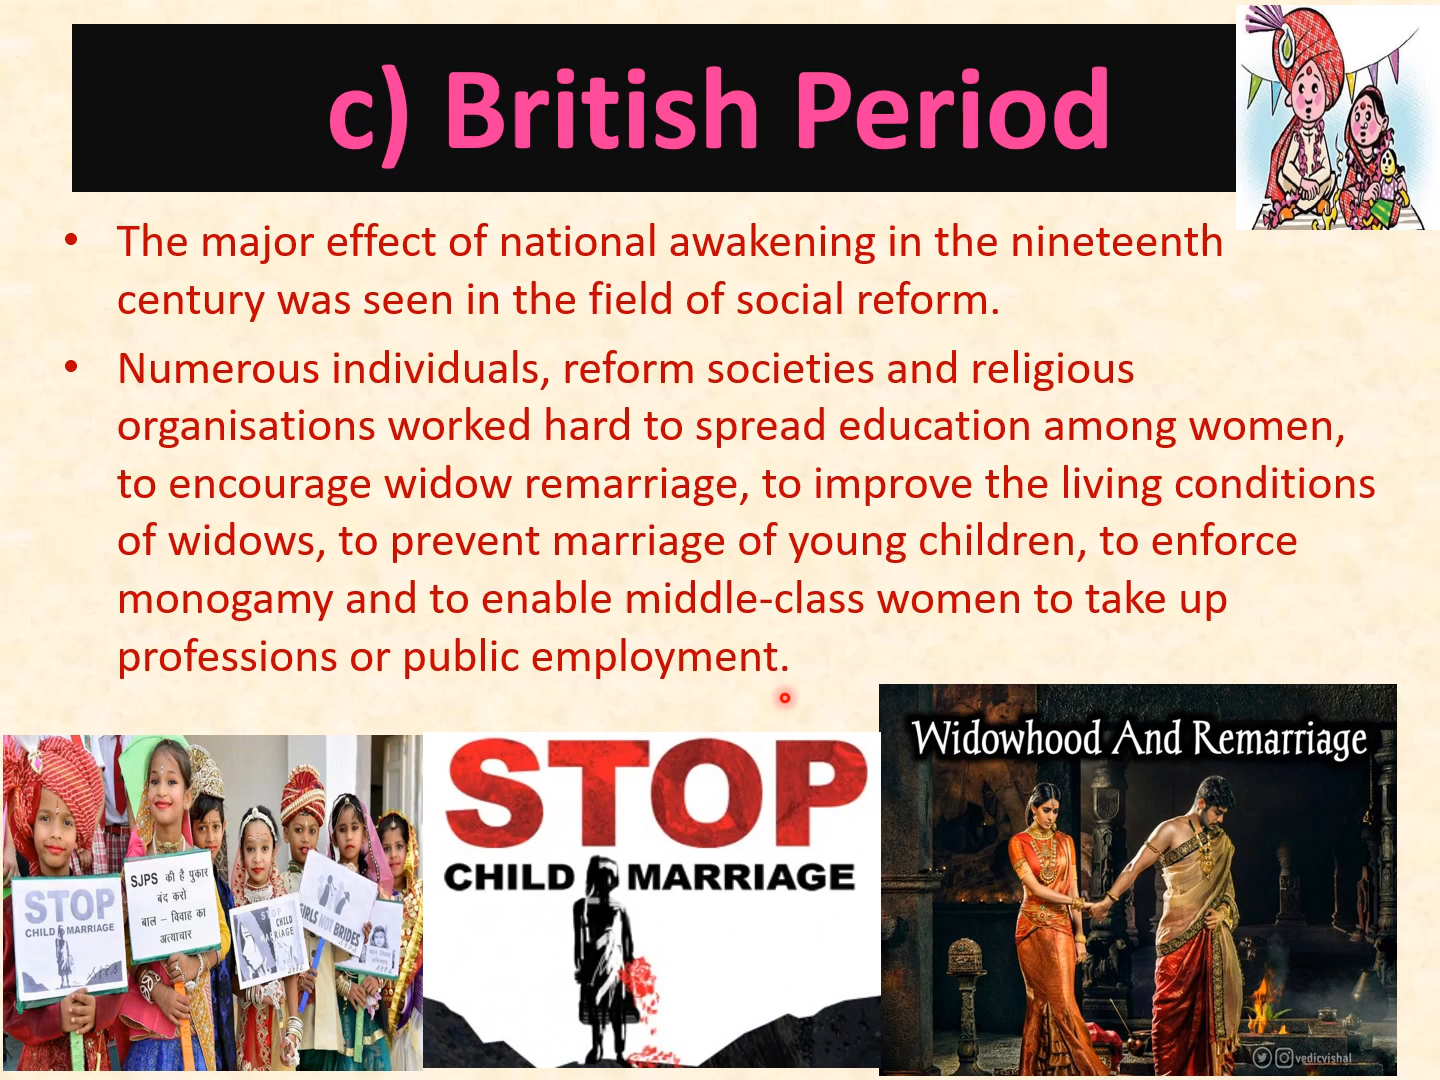 c) British Period
• The major effect of national awakening in the nineteenth
century was seen in the field of social reform.
• Numerous individuals, reform societies and religious
organisations worked hard to spread education among women,
to encourage widow remarriage, to improve the living conditions
of widows, to prevent marriage of young children, to enforce
monogamy and to enable middle-class women to take up
professions or public employment.
STOP
CHILD MARRIAGE
SJPS की है पुकार
बंद करो
बाल – विवाह का
अत्याचार
STOP
CHILD
GIRLS NOT BRIDES
STOP
CHILD MARRIAGE
Widowhood And Remarriage
vedicvishal